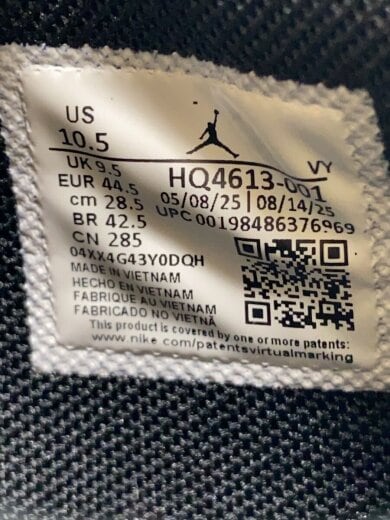 US
10.5
VY
UK 9.5
HQ4613-001
EUR 44.5
05/08/25 | 08/14/25
cm 28.5
UPC 00198486376969
BR 42.5
CN 285
04XX4G43Y0DQH
MADE IN VIETNAM
HECHO EN VIETNAM
FABRIQUE AU VIETNAM
FABRICADO NO VIETNÃ
This product is covered by one or more patents:
www.nike.com/patentsvirtualmarking